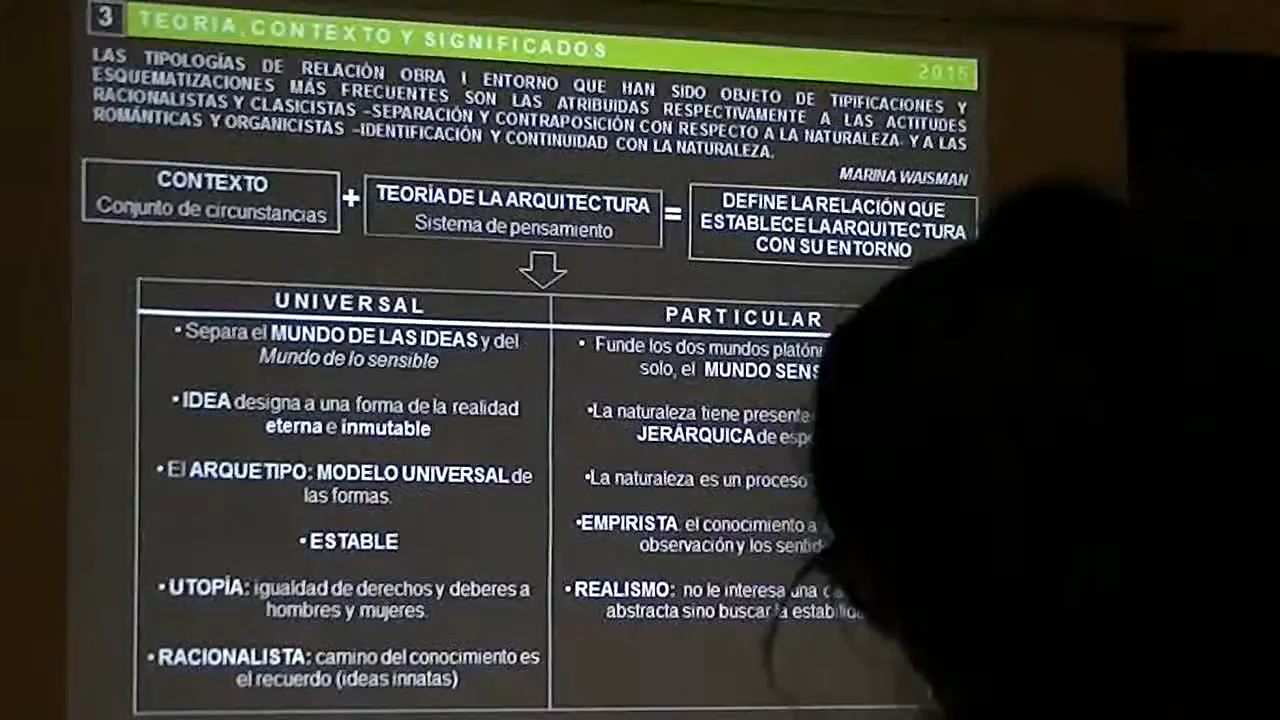 3 TEORIA, CONTEXTO Y SIGNIFICADOS
2015
LAS TIPOLOGÍAS DE RELACIÓN OBRA I ENTORNO QUE HAN SIDO OBJETO DE TIPIFICACIONES Y
ESQUEMATIZACIONES MÁS FRECUENTES SON LAS ATRIBUIDAS RESPECTIVAMENTE A LAS ACTITUDES
RACIONALISTAS Y CLASICISTAS –SEPARACIÓN Y CONTRAPOSICIÓN CON RESPECTO A LA NATURALEZA- Y A LAS
ROMÁNTICAS Y ORGANICISTAS –IDENTIFICACIÓN Y CONTINUIDAD CON LA NATURALEZA.
MARINA WAISMAN
CONTEXTO
Conjunto de circunstancias
+
TEORÍA DE LA ARQUITECTURA
Sistema de pensamiento
=
DEFINE LA RELACIÓN QUE
ESTABLECE LA ARQUITECTURA
CON SU ENTORNO
UNIVERSAL
• Separa el MUNDO DE LAS IDEAS y del
Mundo de lo sensible
• IDEA designa a una forma de la realidad
eterna e inmutable
• El ARQUETIPO: MODELO UNIVERSAL de
las formas.
• ESTABLE
• UTOPÍA: igualdad de derechos y deberes a
hombres y mujeres.
• RACIONALISTA: camino del conocimiento es
el recuerdo (ideas innatas)
PARTICULAR
• Funde los dos mundos
solo, el MUNDO
•La naturaleza tiene
JERÁRQUICA de
•La naturaleza es un proceso
•EMPIRISTA: el conocimiento a
observación y los
• REALISMO: no le interesa una
abstracta sino buscar la